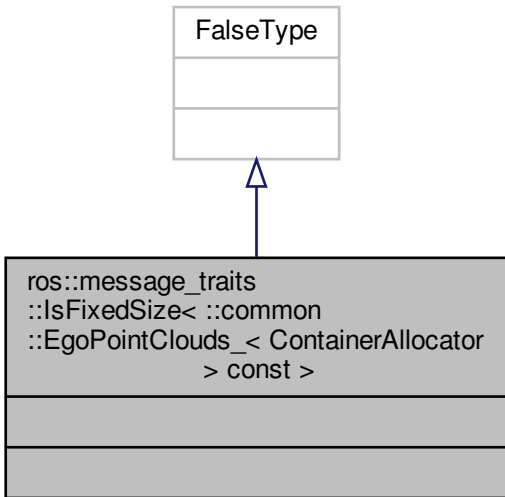 FalseType
ros::message_traits
::IsFixedSize< ::common
::EgoPointClouds_< ContainerAllocator
> const >